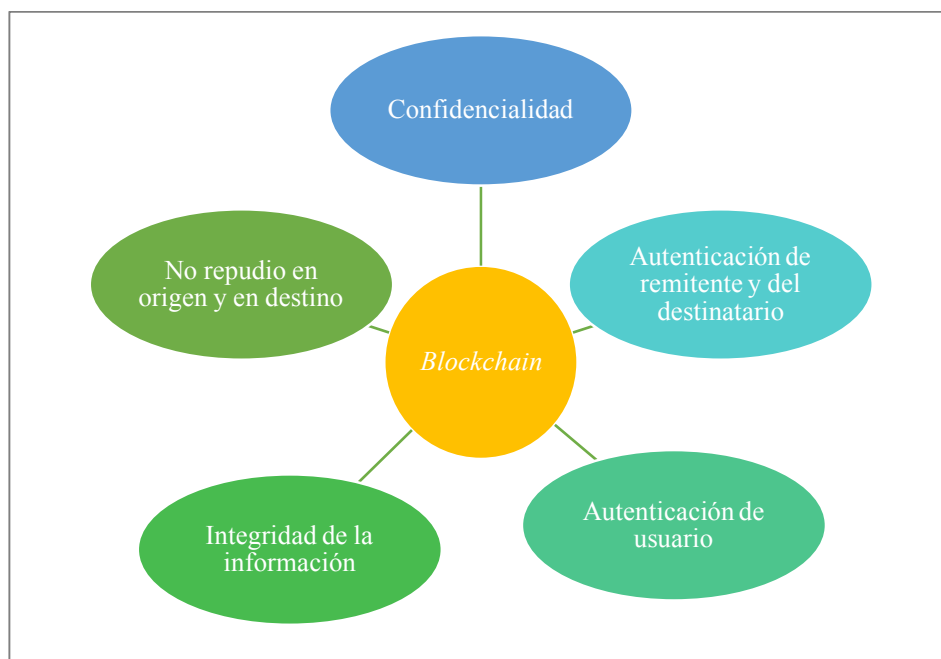 Confidencialidad
No repudio en
origen y en destino
Autenticación de
remitente y del
destinatario
Blockchain
Integridad de la
información
Autenticación de
usuario